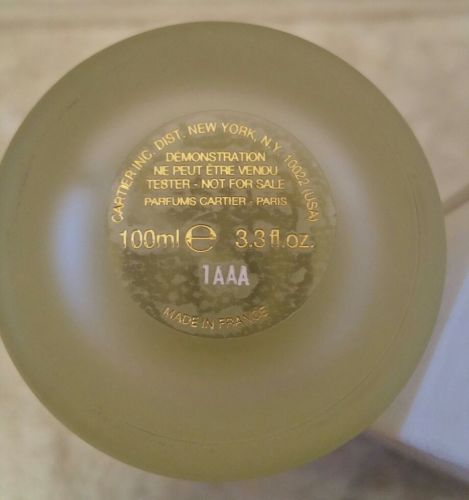 CARTIER INC. DIST. NEW YORK, N.Y. 10022 (USA)
DÉMONSTRATION
NE PEUT ÊTRE VENDU
TESTER - NOT FOR SALE
PARFUMS CARTIER - PARIS
100ml ℮ 3.3 fl.oz.
1AAA
MADE IN FRANCE